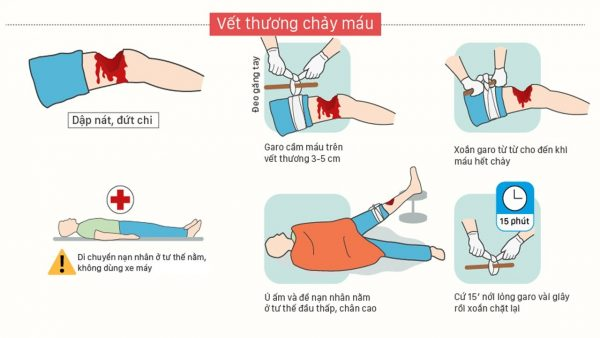 Vết thương chảy máu
Dập nát, đứt chi
Đeo găng tay
Garo cầm máu trên
vết thương 3-5 cm
Xoắn garo từ từ cho đến khi
máu hết chảy
Di chuyển nạn nhân ở tư thế nằm,
không dùng xe máy
Ủ ấm và để nạn nhân nằm
ở tư thế đầu thấp, chân cao
15 phút
Cứ 15' nới lỏng garo vài giây
rồi xoắn chặt lại